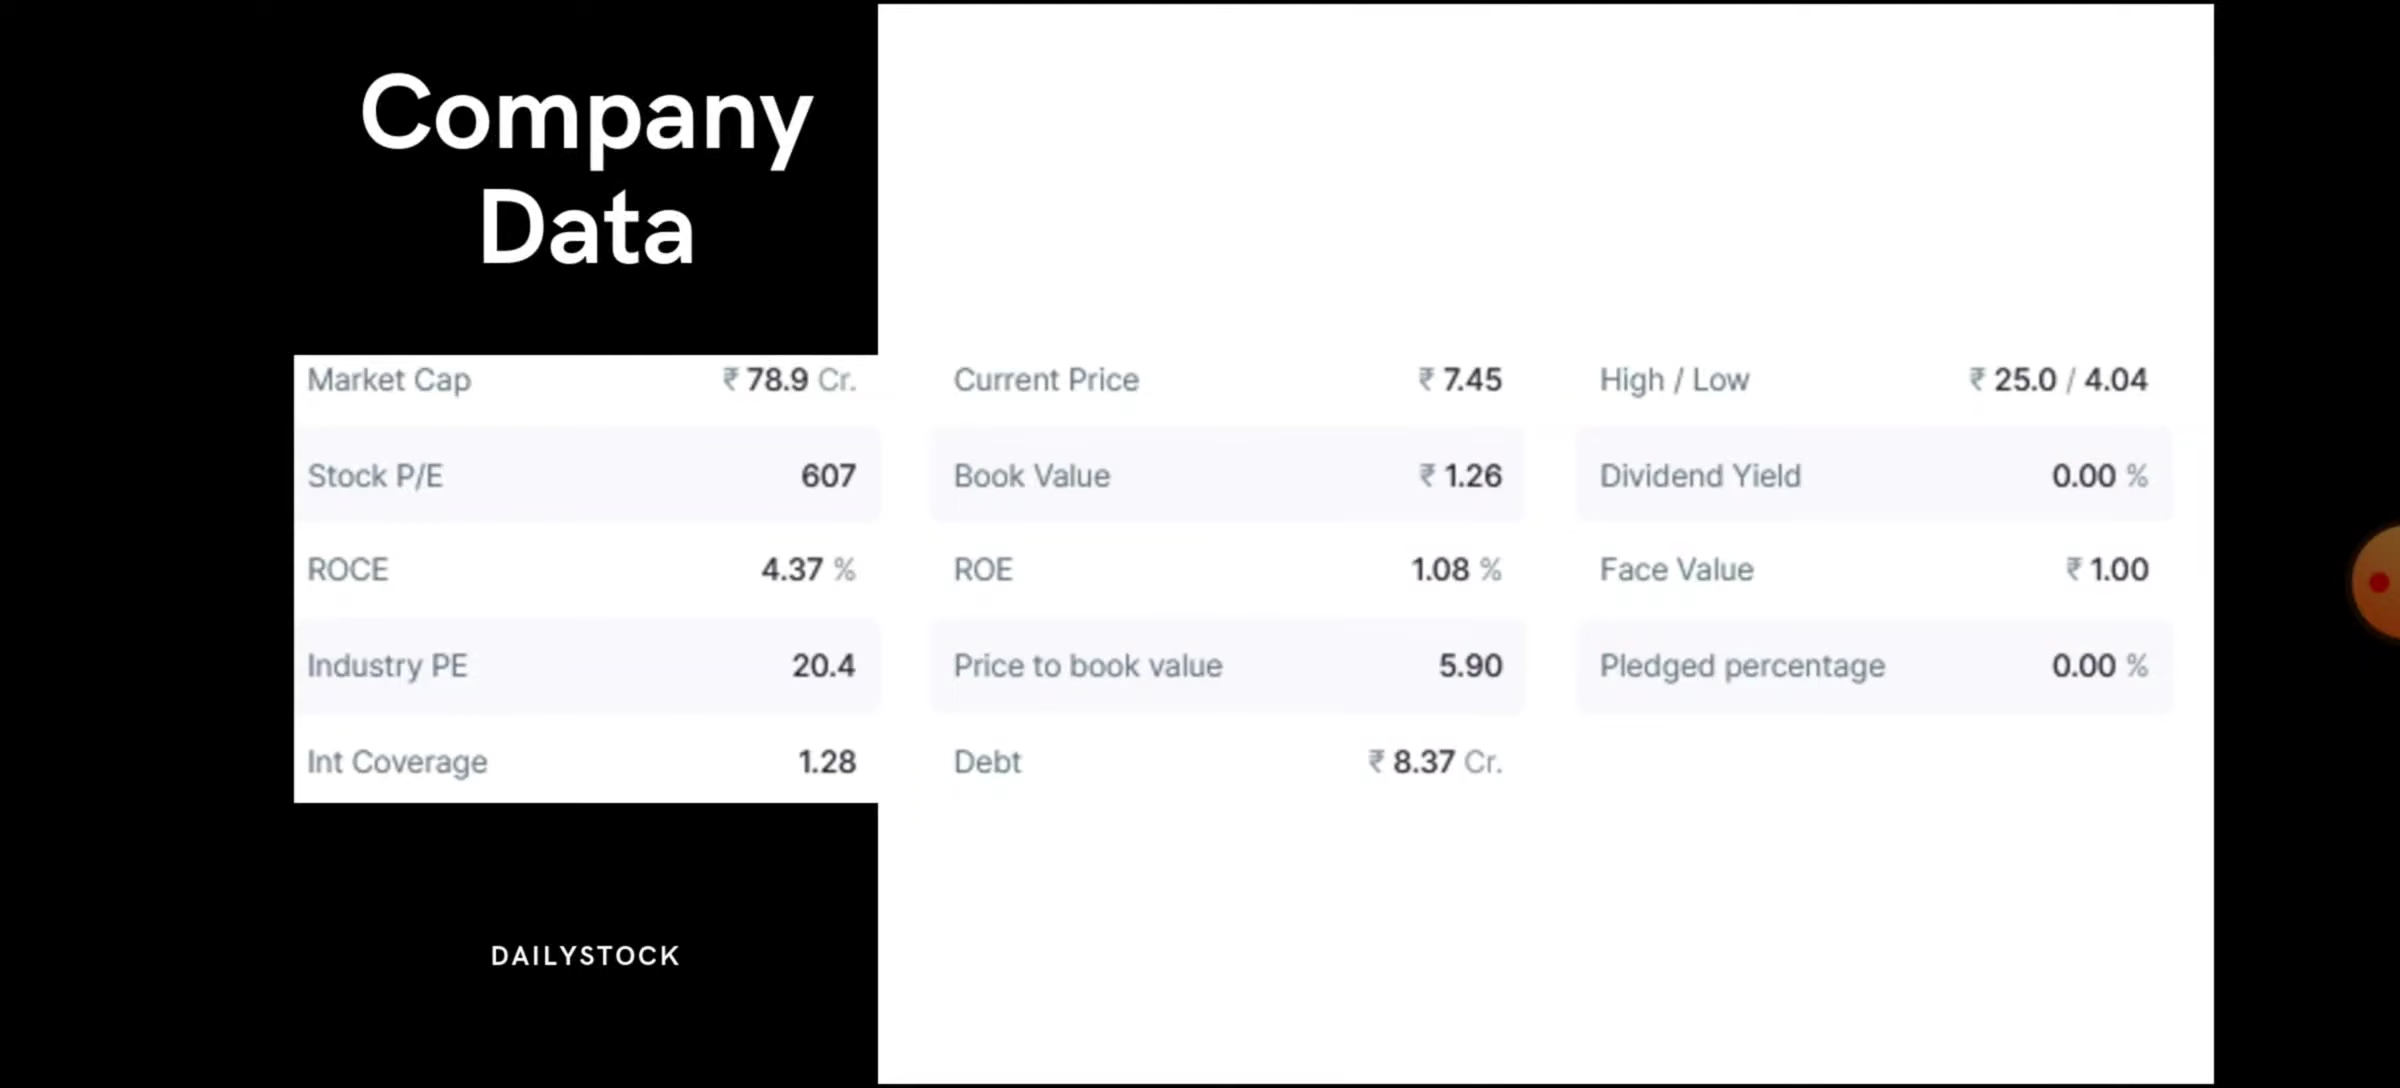 Company
Data
Market Cap ₹ 78.9 Cr. Current Price ₹ 7.45 High / Low ₹ 25.0 / 4.04
Stock P/E 607 Book Value ₹ 1.26 Dividend Yield 0.00 %
ROCE 4.37 % ROE 1.08 % Face Value ₹ 1.00
Industry PE 20.4 Price to book value 5.90 Pledged percentage 0.00 %
Int Coverage 1.28 Debt ₹ 8.37 Cr.
DAILYSTOCK